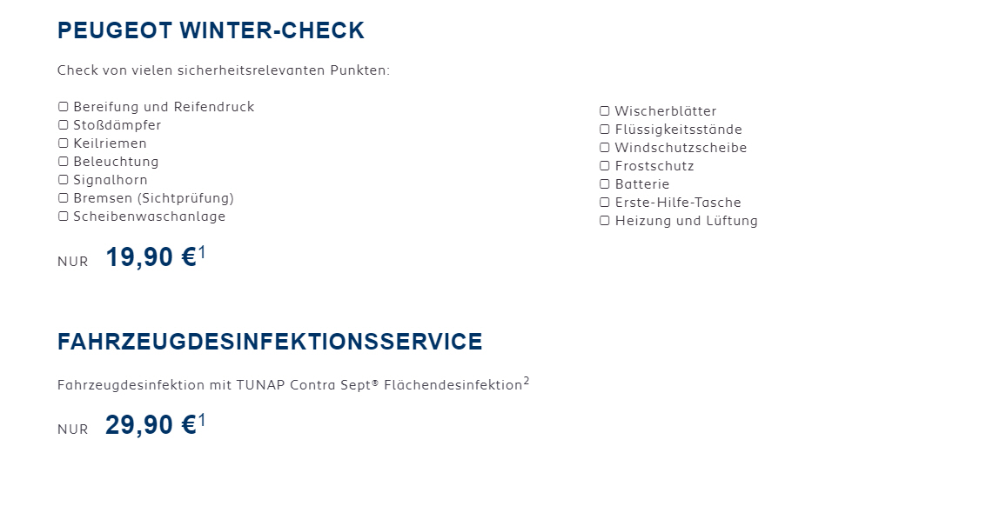 PEUGEOT WINTER-CHECK
Check von vielen sicherheitsrelevanten Punkten:
☐ Bereifung und Reifendruck
☐ Stoßdämpfer
☐ Keilriemen
☐ Beleuchtung
☐ Signalhorn
☐ Bremsen (Sichtprüfung)
☐ Scheibenwaschanlage
☐ Wischerblätter
☐ Flüssigkeitsstände
☐ Windschutzscheibe
☐ Frostschutz
☐ Batterie
☐ Erste-Hilfe-Tasche
☐ Heizung und Lüftung
NUR 19,90 €¹
FAHRZEUGDESINFEKTIONSSERVICE
Fahrzeugdesinfektion mit TUNAP Contra Sept® Flächendesinfektion²
NUR 29,90 €¹